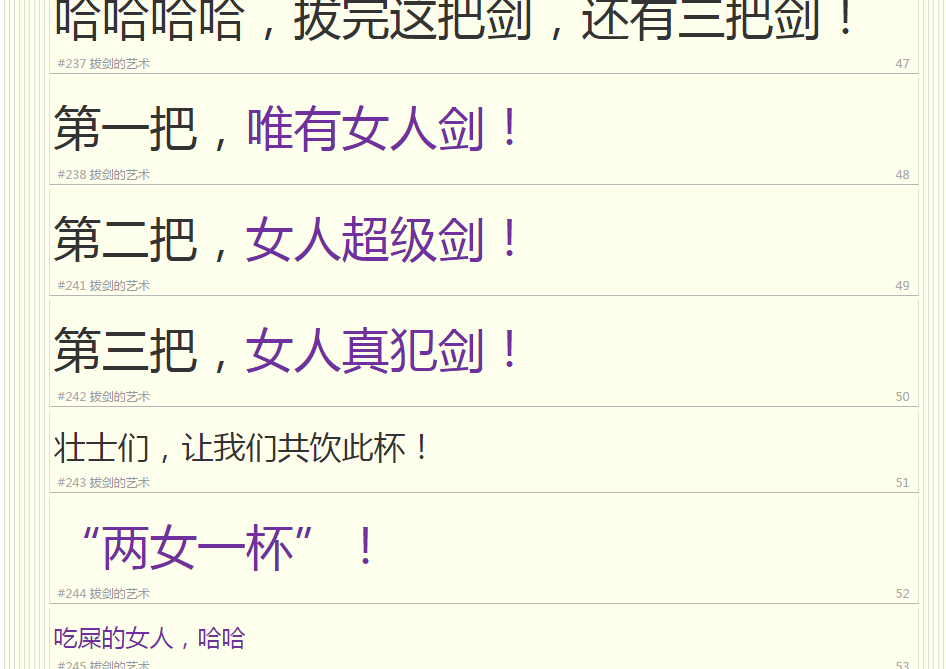 哈哈哈哈，拔完这把剑，还有三把剑！
#237 拔剑的艺术 47
第一把，唯有女人剑！
#238 拔剑的艺术 48
第二把，女人超级剑！
#241 拔剑的艺术 49
第三把，女人真犯剑！
#242 拔剑的艺术 50
壮士们，让我们共饮此杯！
#243 拔剑的艺术 51
“两女一杯” ！
#244 拔剑的艺术 52
吃屎的女人，哈哈
#245 拔剑的艺术 53